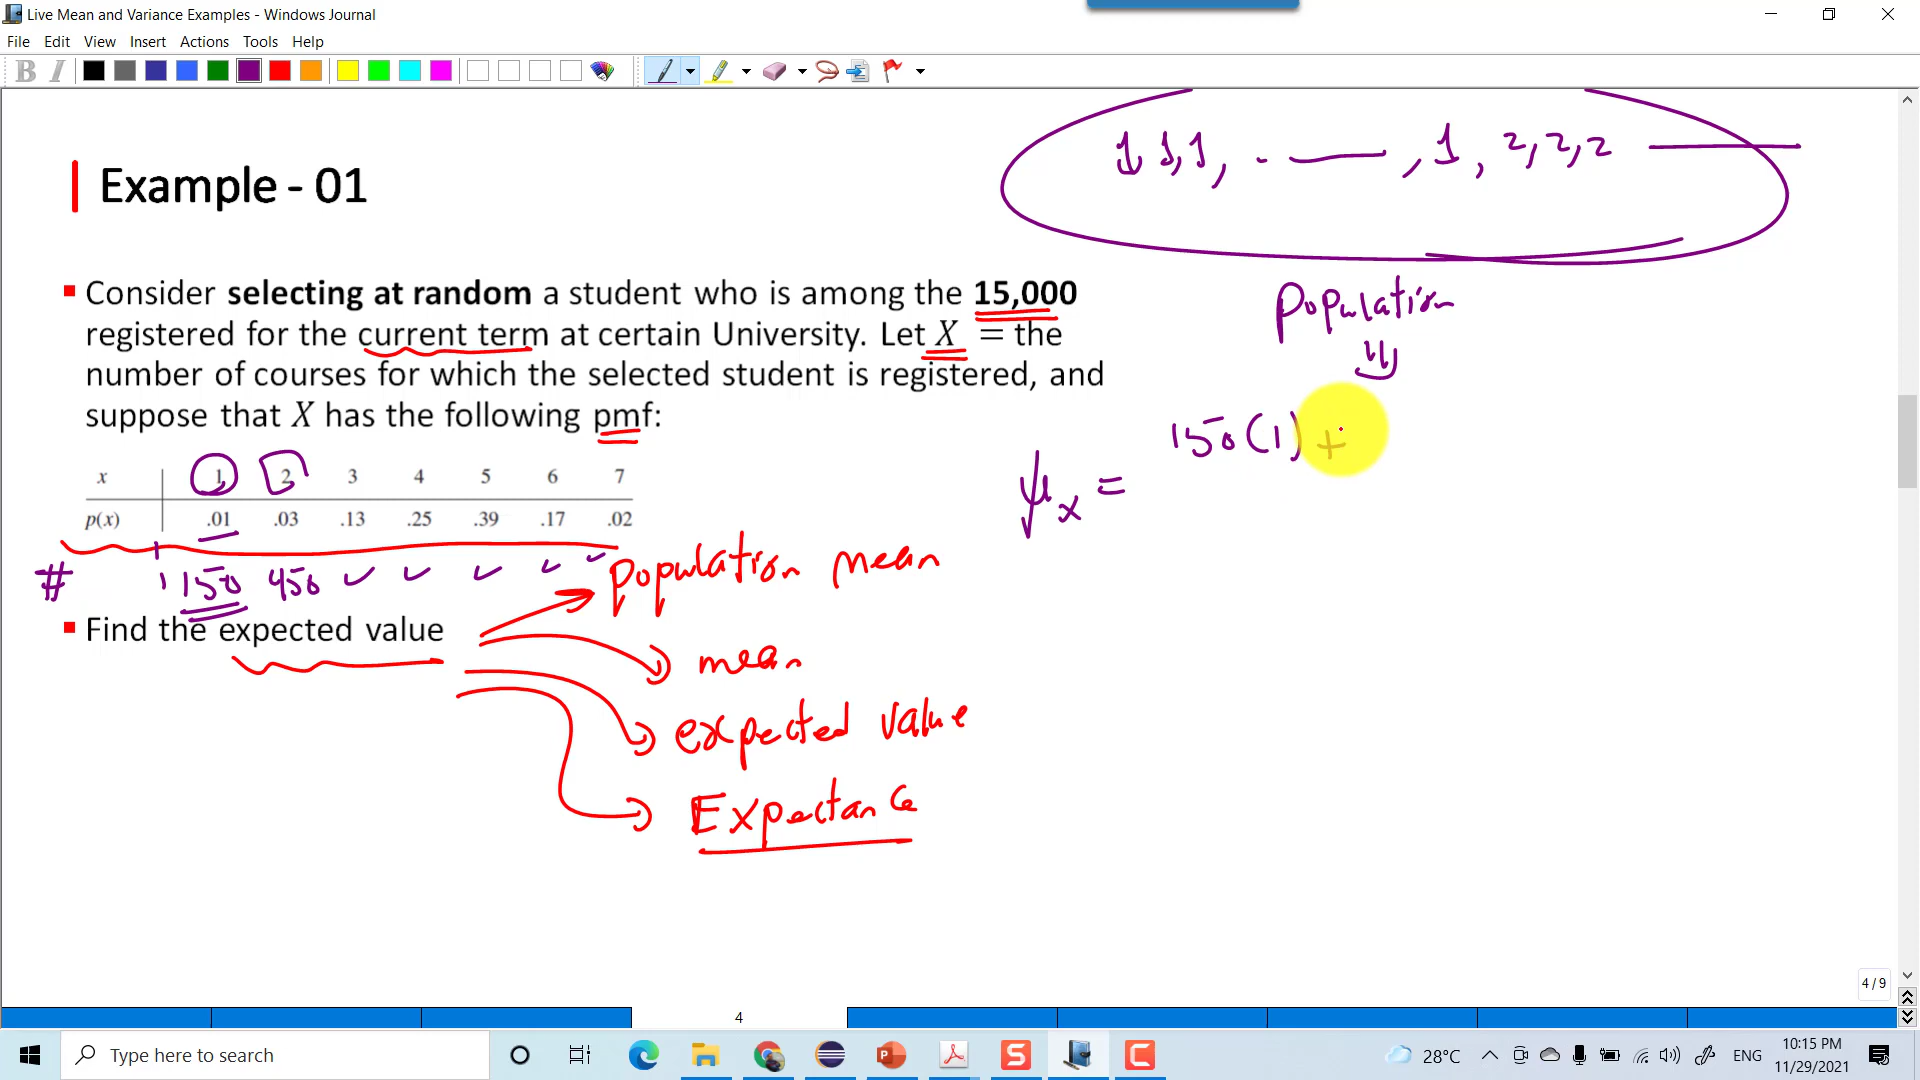 Live Mean and Variance Examples - Windows Journal
File Edit View Insert Actions Tools Help
B I
1, 1, 1, . —— , 1, 2, 2, 2 ——
Example - 01
Consider selecting at random a student who is among the 15,000
registered for the current term at certain University. Let X = the
number of courses for which the selected student is registered, and
suppose that X has the following pmf:
Population
150(1) +
μx =
x 1 2 3 4 5 6 7
p(x) .01 .03 .13 .25 .39 .17 .02
# 150 450
Find the expected value
Population mean
mean
expected value
Expectance
4/9
4
Type here to search
28°C
ENG
10:15 PM
11/29/2021